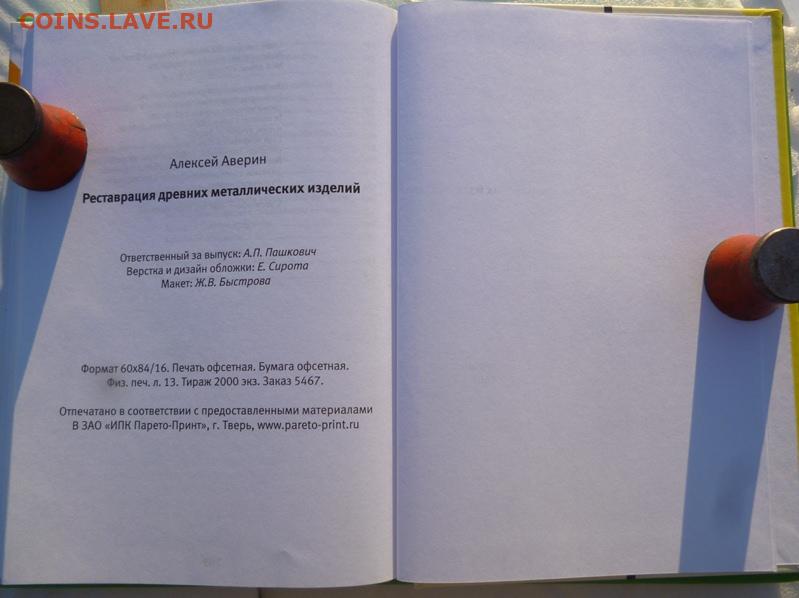 COINS.LAVE.RU
Алексей Аверин
Реставрация древних металлических изделий
Ответственный за выпуск: А.П. Пашкович
Верстка и дизайн обложки: Е. Сирота
Макет: Ж.В. Быстрова
Формат 60х84/16. Печать офсетная. Бумага офсетная.
Физ. печ. л. 13. Тираж 2000 экз. Заказ 5467.
Отпечатано в соответствии с предоставленными материалами
В ЗАО «ИПК Парето-Принт», г. Тверь, www.pareto-print.ru